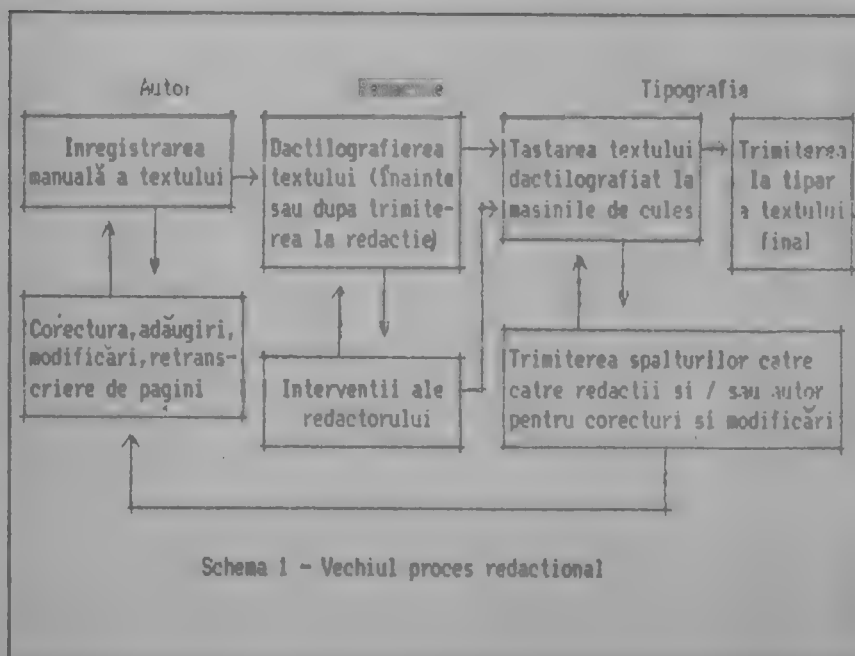 Autor
Tipografie
Inregistrarea
manuală a textului
Dactilografierea
textului (înainte
sau dupa trimite-
rea la redactie)
Tastarea textului
dactilografiat la
masinile de cules
Trimiterea
la tipar
a textului
final
Corectura, adăugiri,
modificări, retrans-
criere de pagini
Interventii ale
redactorului
Trimiterea spalturilor catre
catre redactii si / sau autor
pentru corecturi si modificări
Schema 1 - Vechiul proces redactional